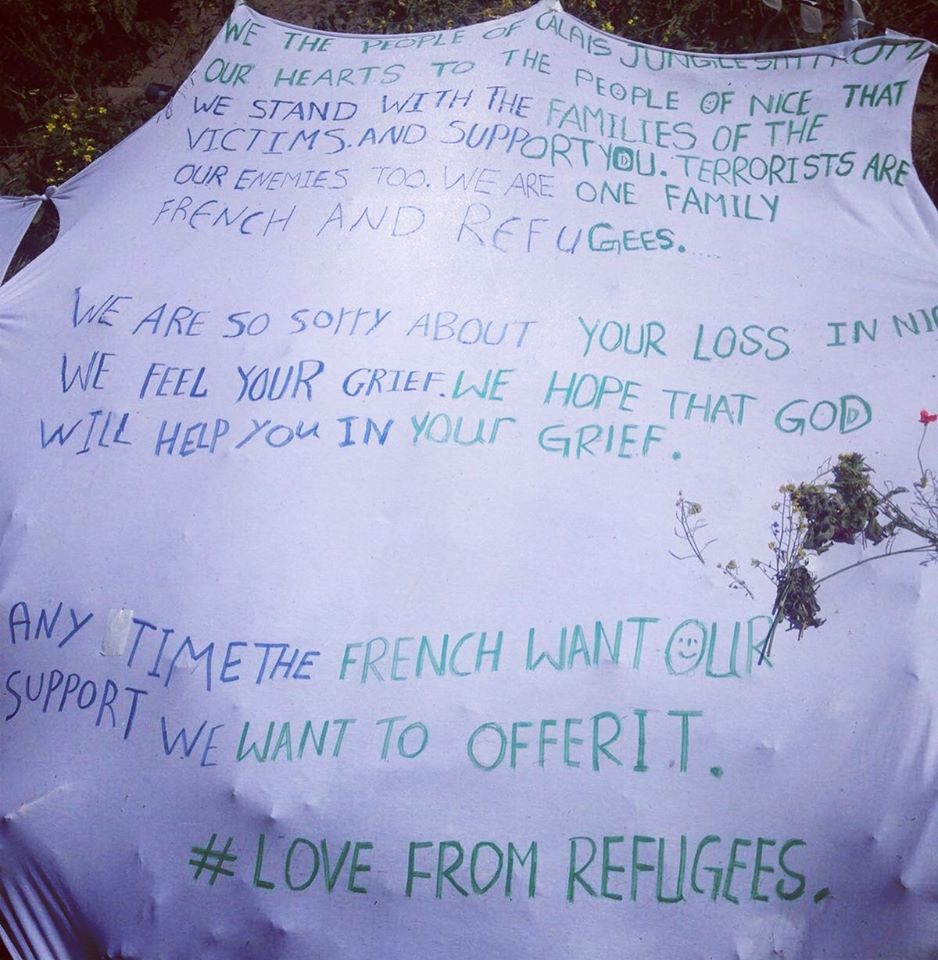 WE THE PEOPLE OF CALAIS JUNGLE SAY FROM
OUR HEARTS TO THE PEOPLE OF NICE THAT
WE STAND WITH THE FAMILIES OF THE
VICTIMS. AND SUPPORT YOU. TERRORISTS ARE
OUR ENEMIES TOO. WE ARE ONE FAMILY
FRENCH AND REFUGEES.
WE ARE SO SOrrY ABOUT YOUR LOSS IN NIC
WE FEEL YOUR GRIEF. WE HOPE THAT GOD
WILL HELP YOU IN YOUr GRIEF.
ANY TIME THE FRENCH WANT OUR
SUPPORT WE WANT TO OFFER IT.
# LOVE FROM REFUGEES.